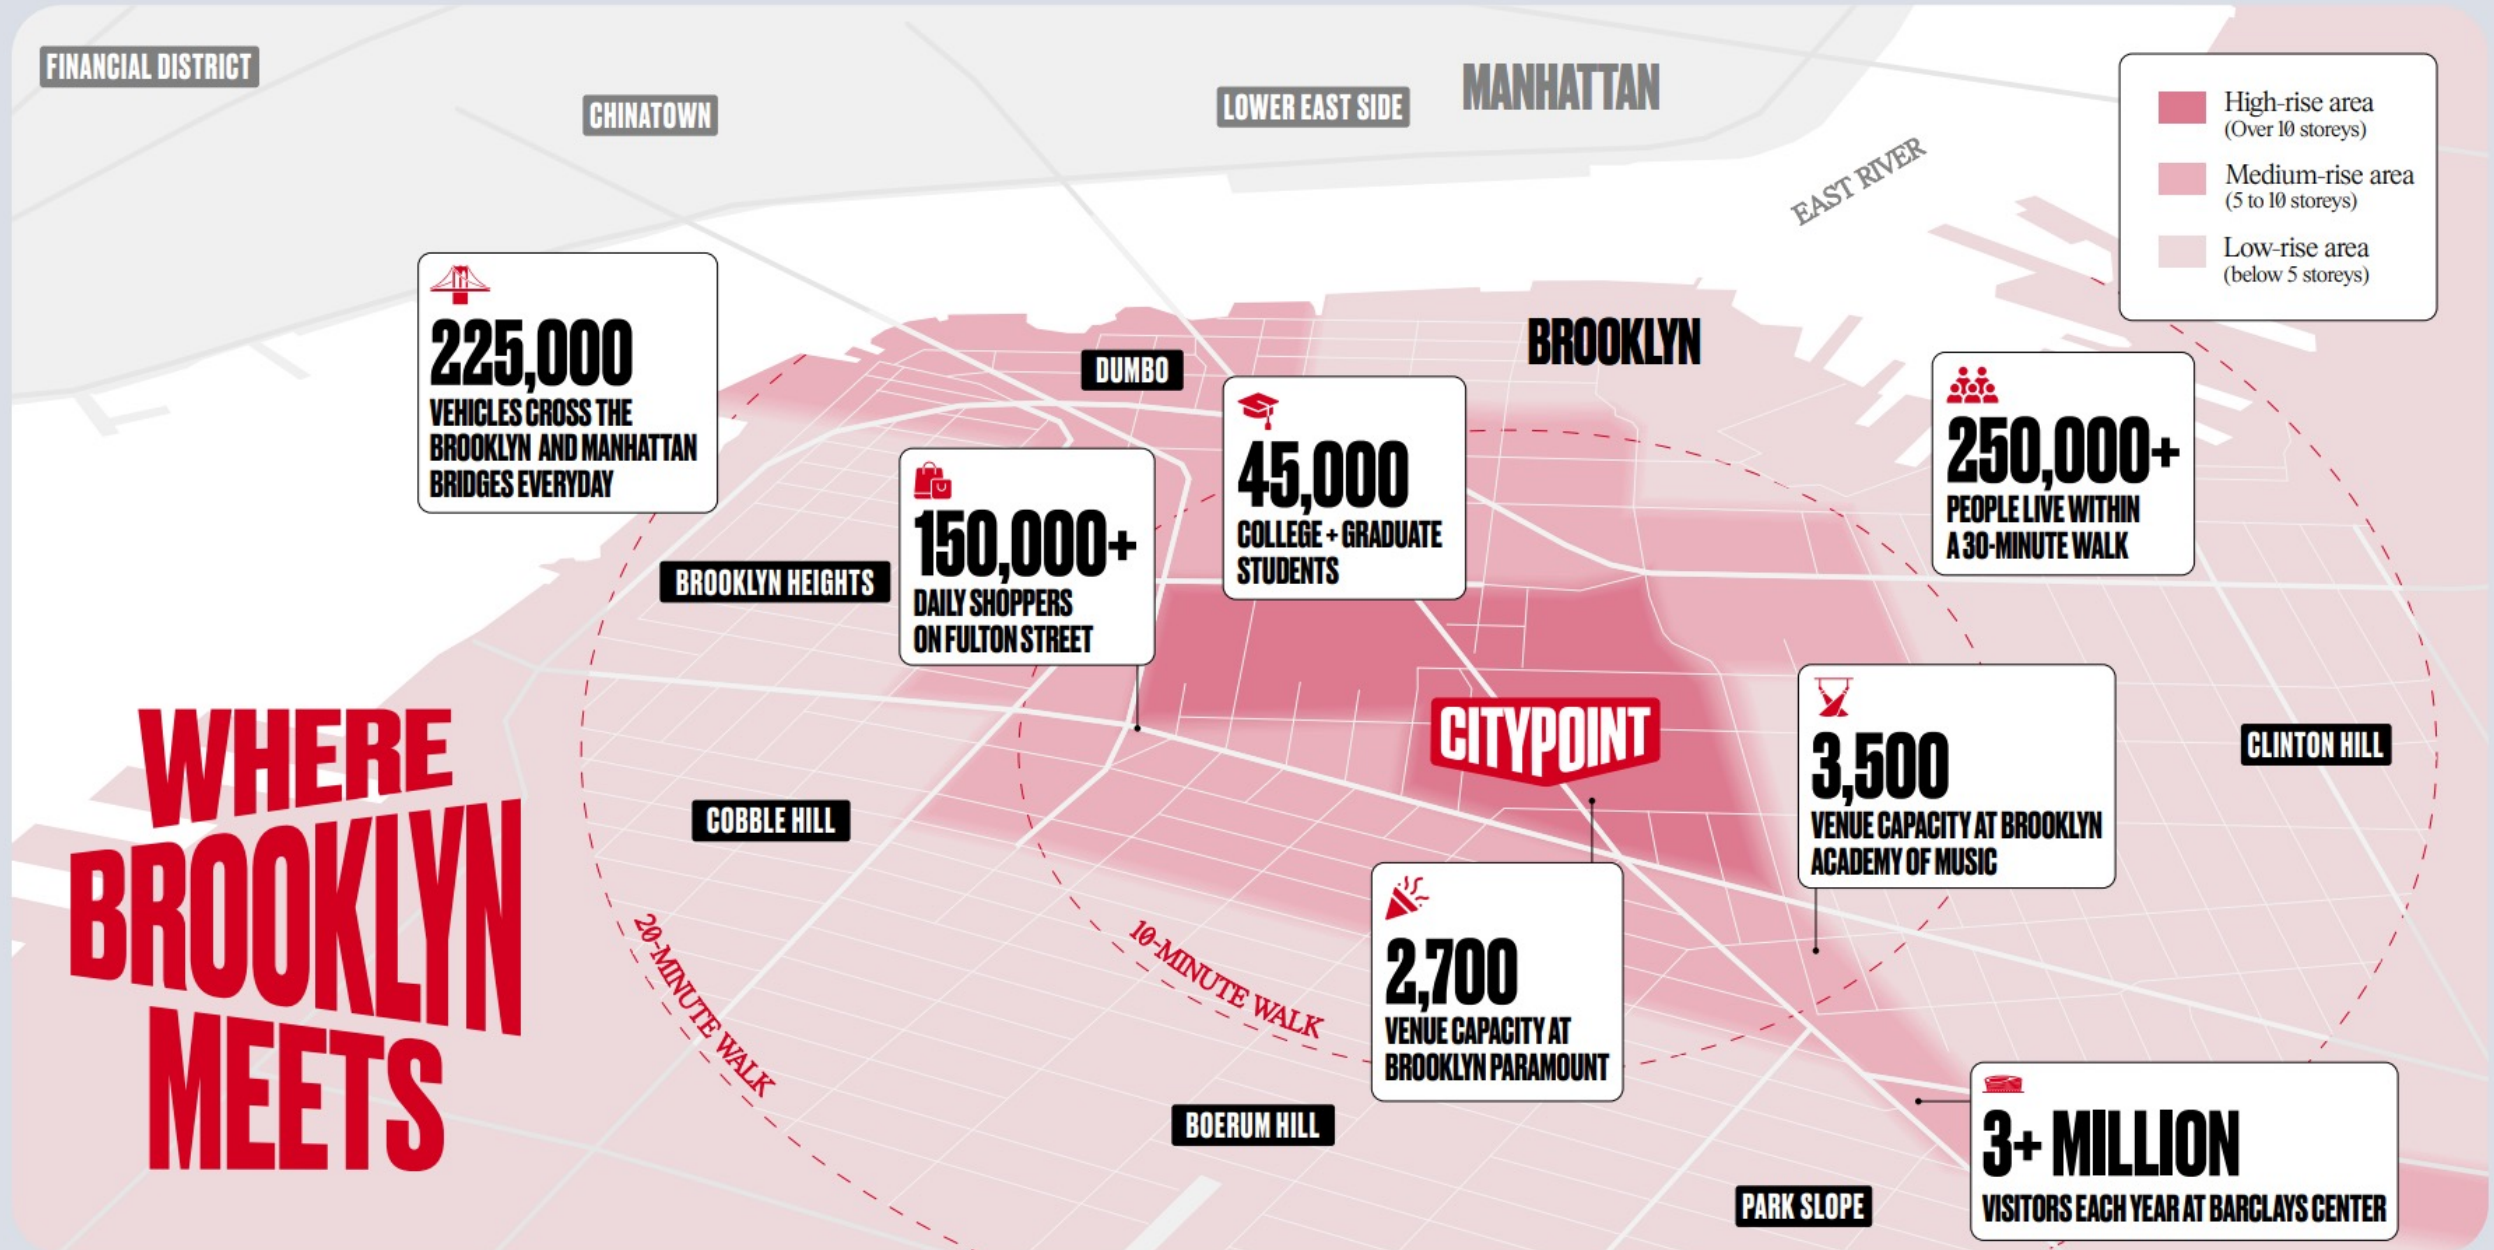 FINANCIAL DISTRICT
CHINATOWN
LOWER EAST SIDE
MANHATTAN
EAST RIVER
High-rise area
(Over 10 storeys)
Medium-rise area
(5 to 10 storeys)
Low-rise area
(below 5 storeys)
225,000
VEHICLES CROSS THE
BROOKLYN AND MANHATTAN
BRIDGES EVERYDAY
DUMBO
BROOKLYN
45,000
COLLEGE + GRADUATE
STUDENTS
250,000+
PEOPLE LIVE WITHIN
A 30-MINUTE WALK
150,000+
DAILY SHOPPERS
ON FULTON STREET
BROOKLYN HEIGHTS
CITYPOINT
3,500
VENUE CAPACITY AT BROOKLYN
ACADEMY OF MUSIC
CLINTON HILL
COBBLE HILL
WHERE
BROOKLYN
MEETS
20-MINUTE WALK
10-MINUTE WALK
2,700
VENUE CAPACITY AT
BROOKLYN PARAMOUNT
BOERUM HILL
PARK SLOPE
3+ MILLION
VISITORS EACH YEAR AT BARCLAYS CENTER